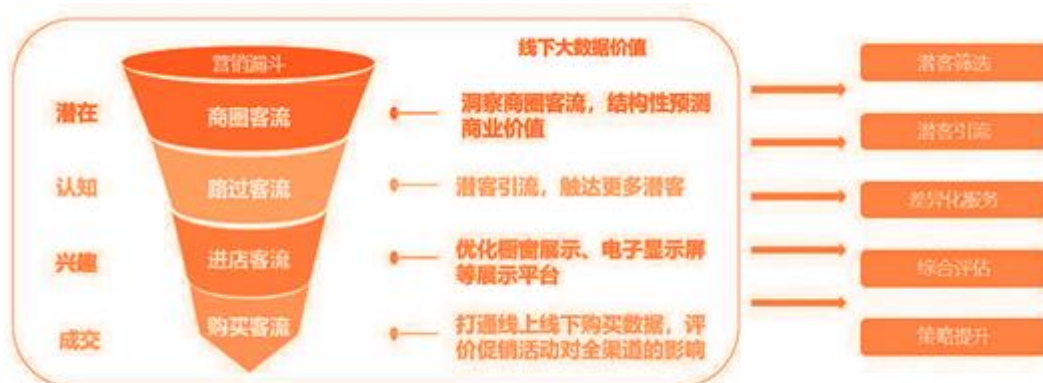 营销漏斗
线下大数据价值
潜在
商圈客流
洞察商圈客流，结构性预测
商业价值
认知
路过客流
潜客引流，触达更多潜客
兴趣
进店客流
优化橱窗展示、电子显示屏
等展示平台
成交
购买客流
打通线上线下购买数据，评
价促销活动对全渠道的影响
潜客筛选
潜客引流
差异化服务
综合评估
策略提升